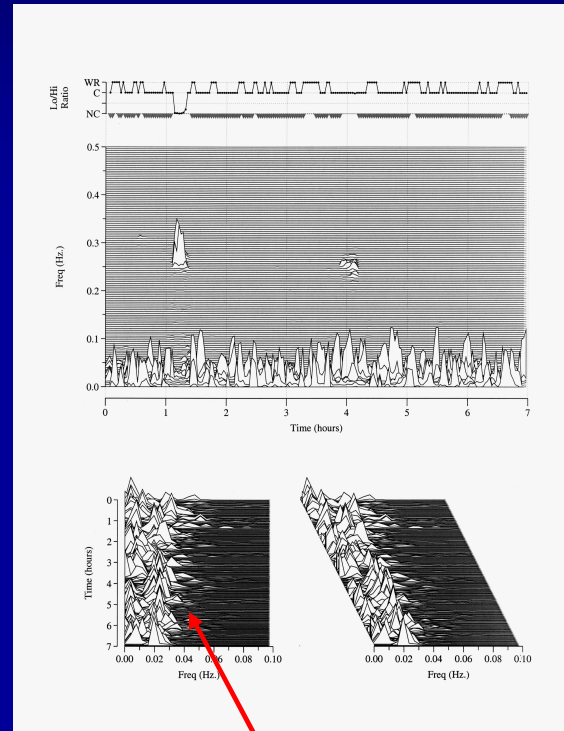 Lo/Hi
Ratio
WR
C
NC
0.5
0.4
0.3
0.2
0.1
0.0
Freq (Hz.)
0 1 2 3 4 5 6 7
Time (hours)
0
1
2
3
4
5
6
7
Time (hours)
0.00 0.02 0.04 0.06 0.08 0.10
Freq (Hz.)
0.00 0.02 0.04 0.06 0.08 0.10
Freq (Hz.)